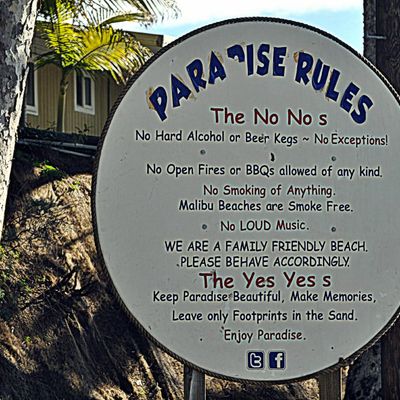 PARADISE RULES
The No No s
No Hard Alcohol or Beer Kegs ~ No Exceptions!
No Open Fires or BBQs allowed of any kind.
No Smoking of Anything.
Malibu Beaches are Smoke Free.
No LOUD Music.
WE ARE A FAMILY FRIENDLY BEACH.
PLEASE BEHAVE ACCORDINGLY.
The Yes Yes s
Keep Paradise Beautiful, Make Memories,
Leave only Footprints in the Sand.
Enjoy Paradise.